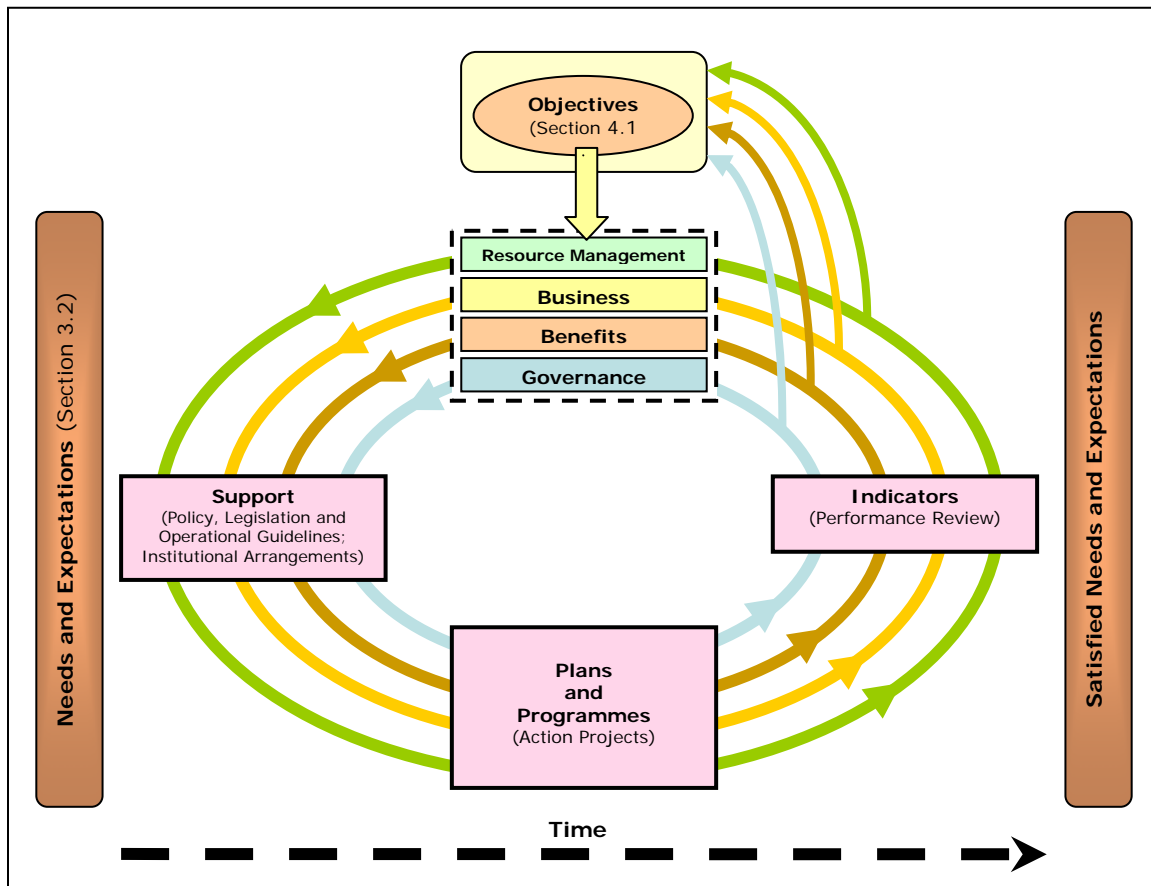 Objectives
(Section 4.1
Resource Management
Business
Benefits
Governance
Needs and Expectations (Section 3.2)
Support
(Policy, Legislation and
Operational Guidelines;
Institutional Arrangements)
Indicators
(Performance Review)
Satisfied Needs and Expectations
Plans
and
Programmes
(Action Projects)
Time